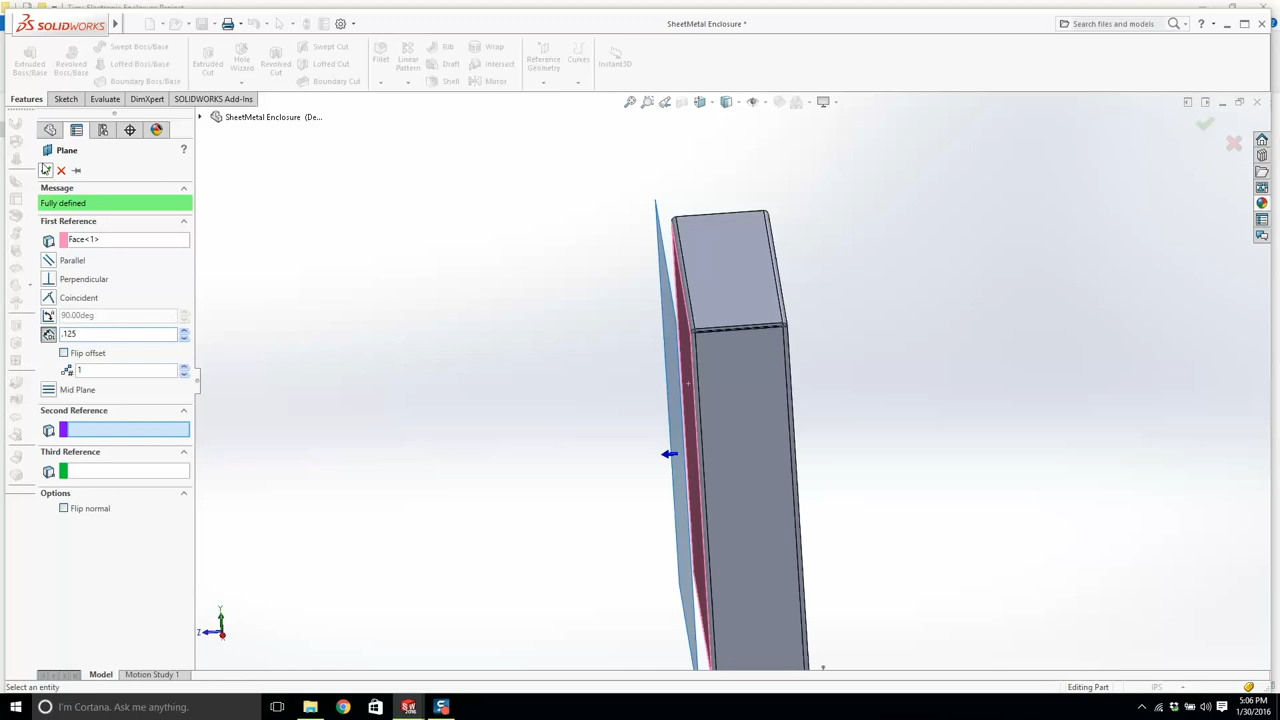 SOLIDWORKS
SheetMetal Enclosure *
Search files and models
Extruded Boss/Base
Revolved Boss/Base
Swept Boss/Base
Lofted Boss/Base
Boundary Boss/Base
Extruded Cut
Hole Wizard
Revolved Cut
Swept Cut
Lofted Cut
Boundary Cut
Fillet
Linear Pattern
Rib
Draft
Shell
Wrap
Intersect
Mirror
Reference Geometry
Curves
Instant3D
Features
Sketch
Evaluate
DimXpert
SOLIDWORKS Add-Ins
SheetMetal Enclosure (De...
Plane
?
Message
Fully defined
First Reference
Face<1>
Parallel
Perpendicular
Coincident
90.00deg
.125
Flip offset
1
Mid Plane
Second Reference
Third Reference
Options
Flip normal
Y
Z
Model
Motion Study 1
Select an entity
Editing Part
IPS
I'm Cortana. Ask me anything.
5:06 PM
1/30/2016